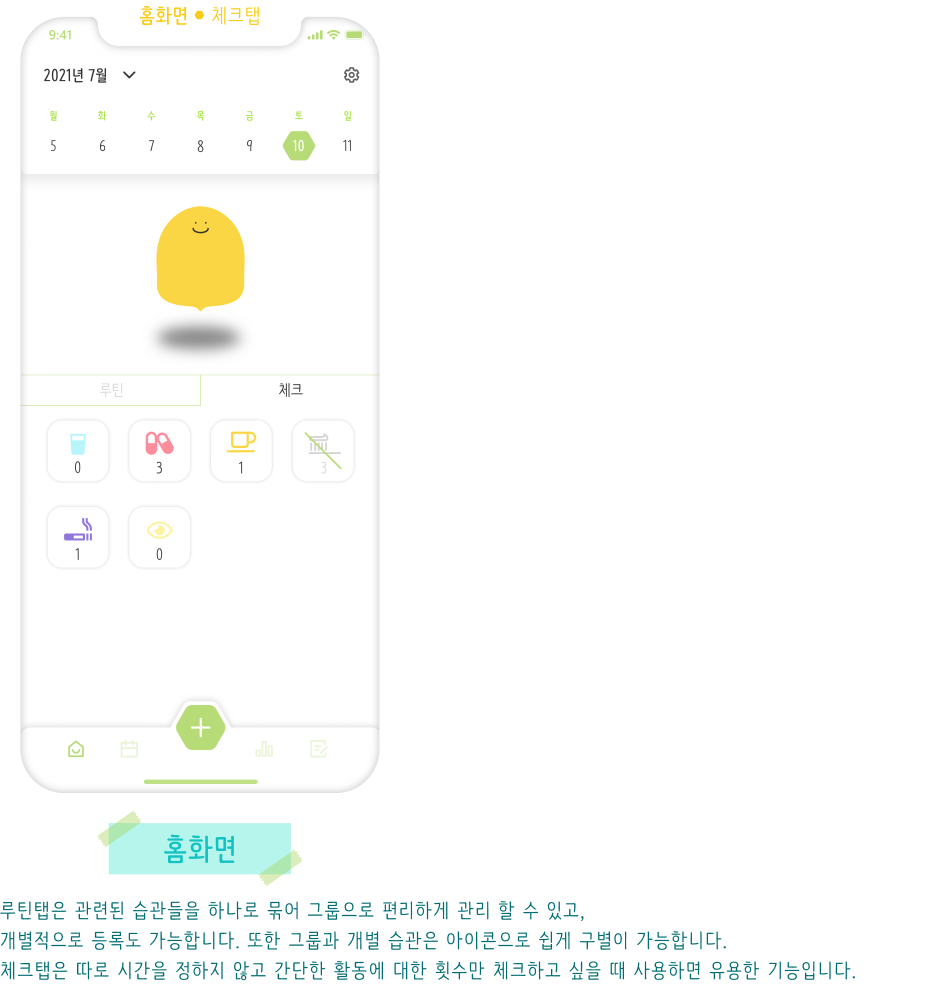 홈화면 ● 체크탭
9:41
2021년 7월
월 화 수 목 금 토 일
5 6 7 8 9 10 11
루틴 체크
0 3 1 3
1 0
홈화면
루틴탭은 관련된 습관들을 하나로 묶어 그룹으로 편리하게 관리 할 수 있고,
개별적으로 등록도 가능합니다. 또한 그룹과 개별 습관은 아이콘으로 쉽게 구별이 가능합니다.
체크탭은 따로 시간을 정하지 않고 간단한 활동에 대한 횟수만 체크하고 싶을 때 사용하면 유용한 기능입니다.